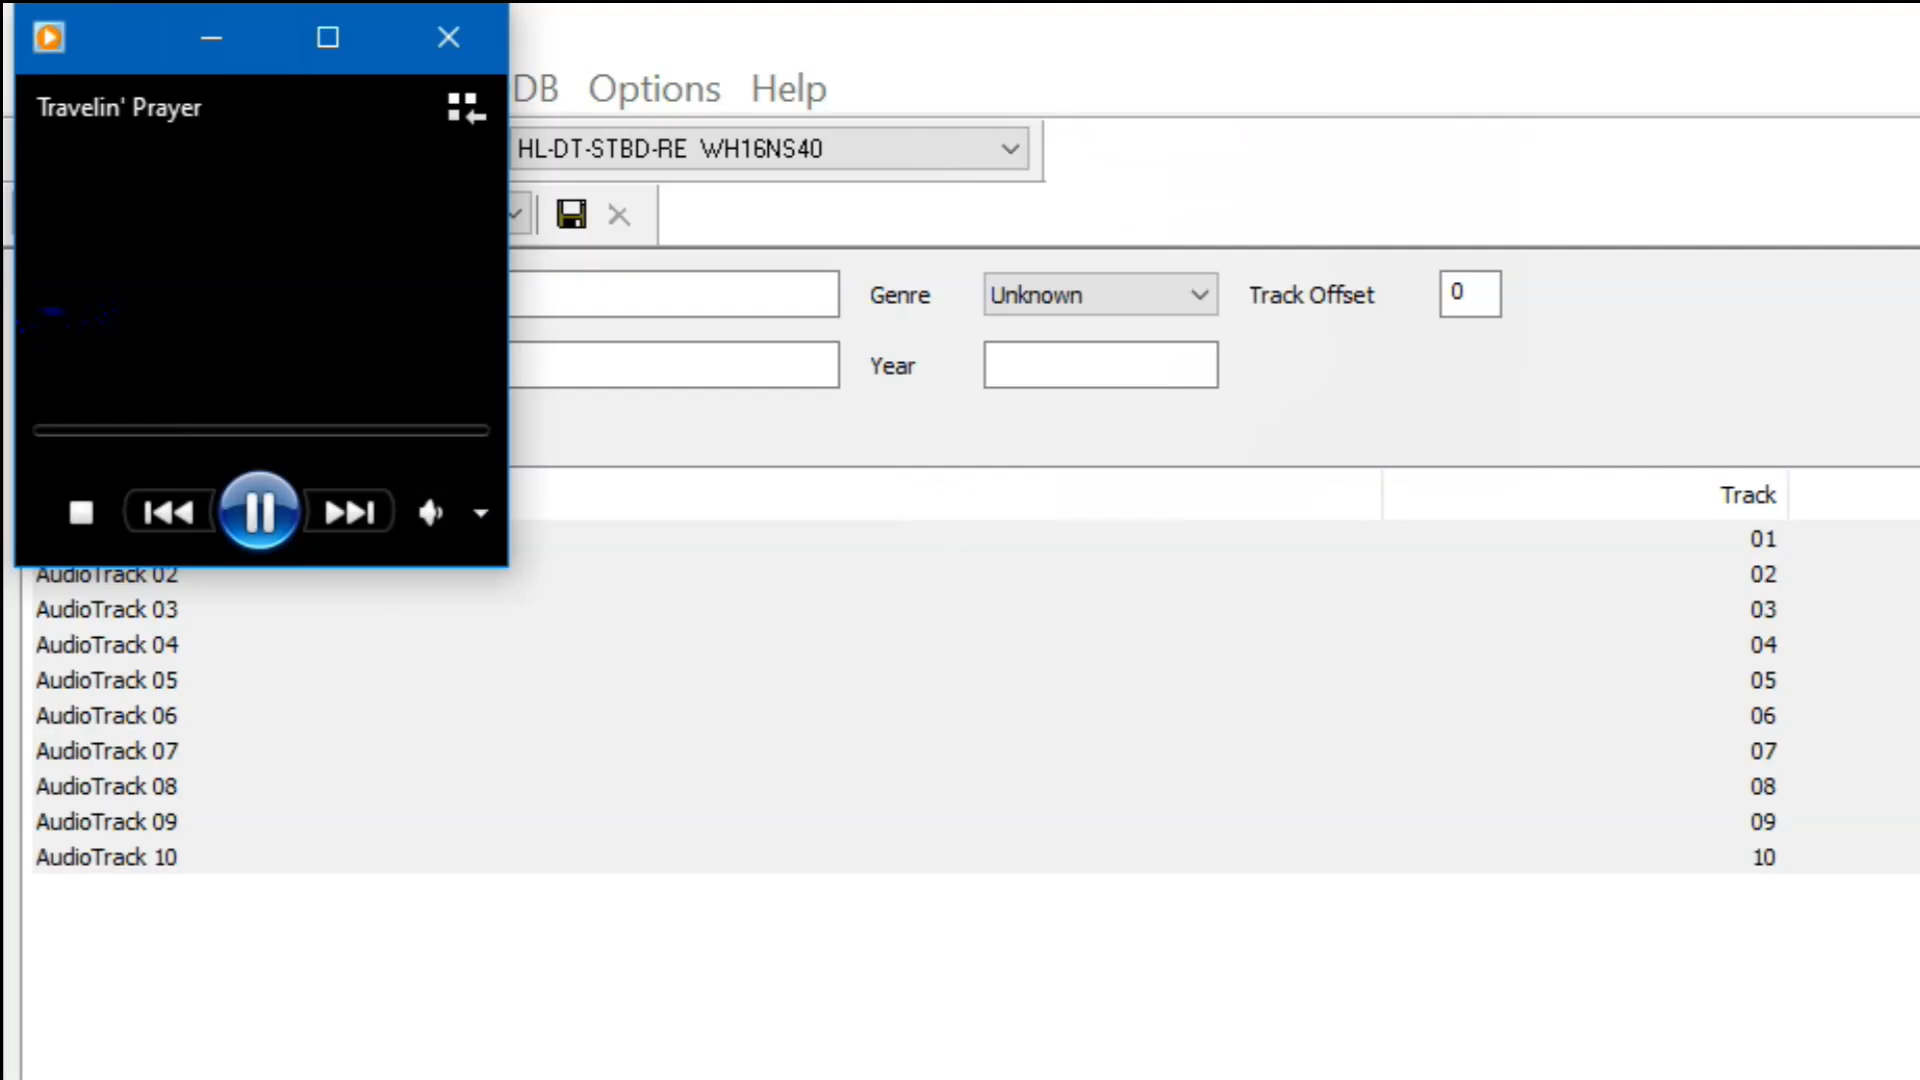 Travelin' Prayer
DB Options Help
HL-DT-STBD-RE WH16NS40
Genre Unknown Track Offset 0
Year
Track
01
AudioTrack 02 02
AudioTrack 03 03
AudioTrack 04 04
AudioTrack 05 05
AudioTrack 06 06
AudioTrack 07 07
AudioTrack 08 08
AudioTrack 09 09
AudioTrack 10 10